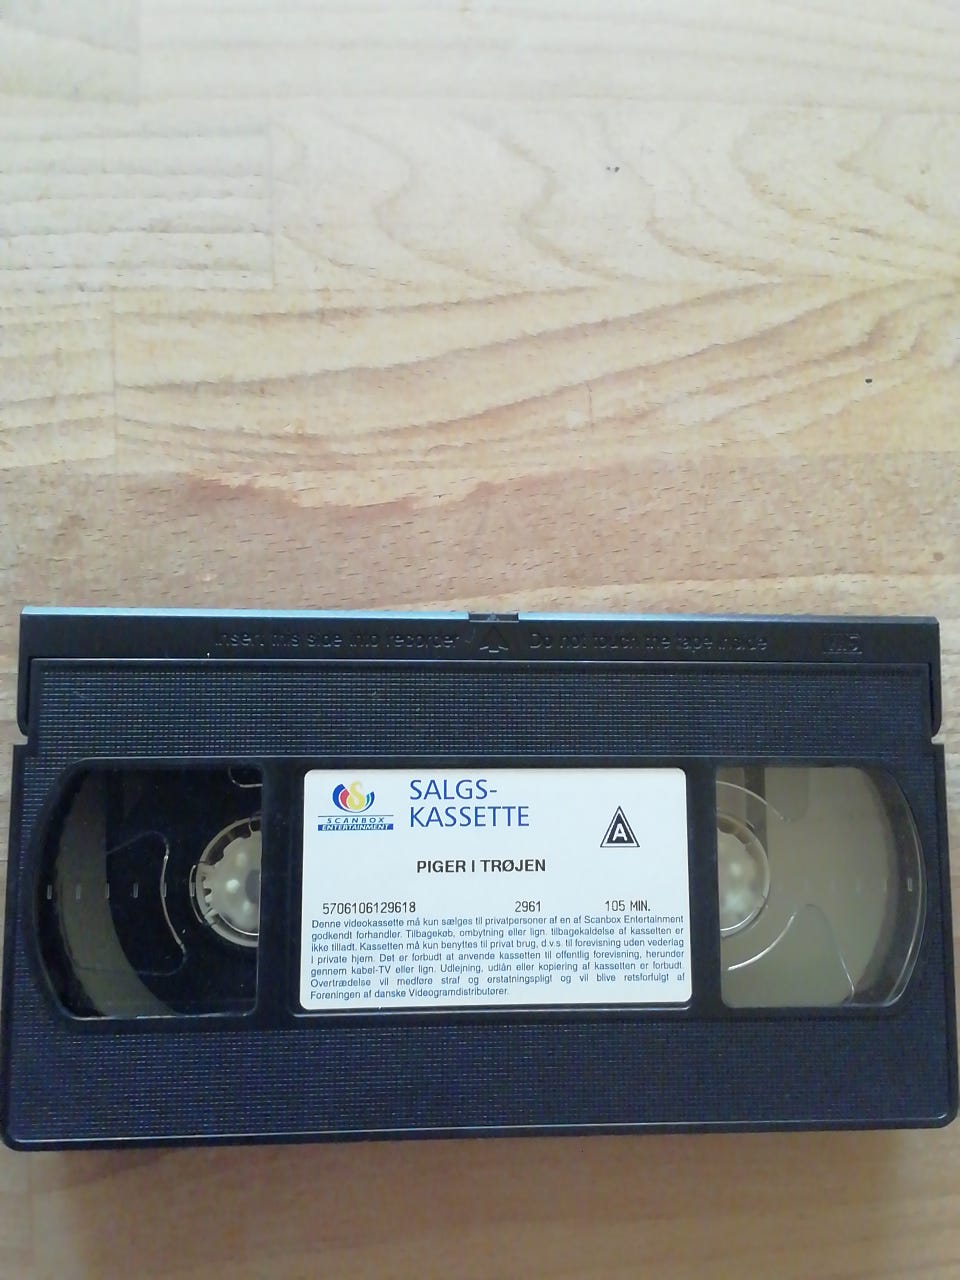 Insert this side into recorder Do not touch the tape inside VHS
SCANBOX
ENTERTAINMENT
SALGS-
KASSETTE
A
PIGER I TRØJEN
5706106129618 2961 105 MIN.
Denne videokassette må kun sælges til privatpersoner af en af Scanbox Entertainment
godkendt forhandler. Tilbagekøb, ombytning eller lign. tilbagekaldelse af kassetten er
ikke tilladt. Kassetten må kun benyttes til privat brug, d.v.s. til forevisning uden vederlag
i private hjem. Det er forbudt at anvende kassetten til offentlig forevisning, herunder
gennem kabel-TV eller lign. Udlejning, udlån eller kopiering af kassetten er forbudt.
Overtrædelse vil medføre straf og erstatningspligt og vil blive retsforfulgt af
Foreningen af danske Videogramdistributører.